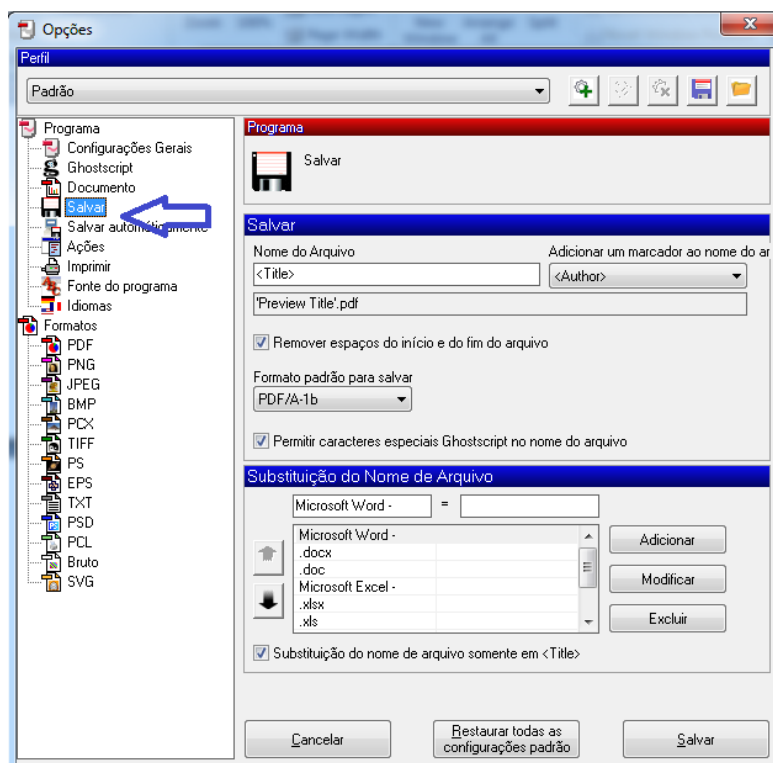 Opções
Perfil
Padrão
Programa
Configurações Gerais
Ghostscript
Documento
Salvar
Salvar automáticamente
Ações
Imprimir
Fonte do programa
Idiomas
Formatos
PDF
PNG
JPEG
BMP
PCX
TIFF
PS
EPS
TXT
PSD
PCL
Bruto
SVG
Programa
Salvar
Salvar
Nome do Arquivo
Adicionar um marcador ao nome do ar
<Title>
<Author>
'Preview Title'.pdf
Remover espaços do início e do fim do arquivo
Formato padrão para salvar
PDF/A-1b
Permitir caracteres especiais Ghostscript no nome do arquivo
Substituição do Nome de Arquivo
Microsoft Word - =
Microsoft Word -
.docx
.doc
Microsoft Excel -
.xlsx
.xls
Adicionar
Modificar
Excluir
Substituição do nome de arquivo somente em <Title>
Cancelar
Restaurar todas as
configurações padrão
Salvar